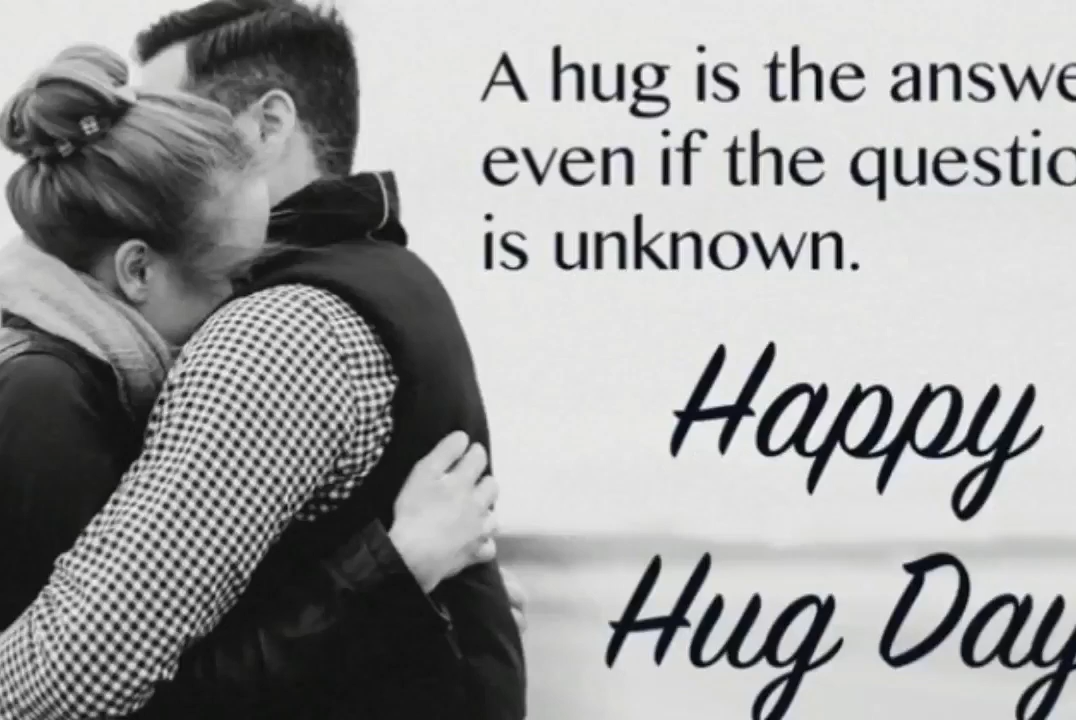 A hug is the answe
even if the questio
is unknown.
Happy
Hug Day